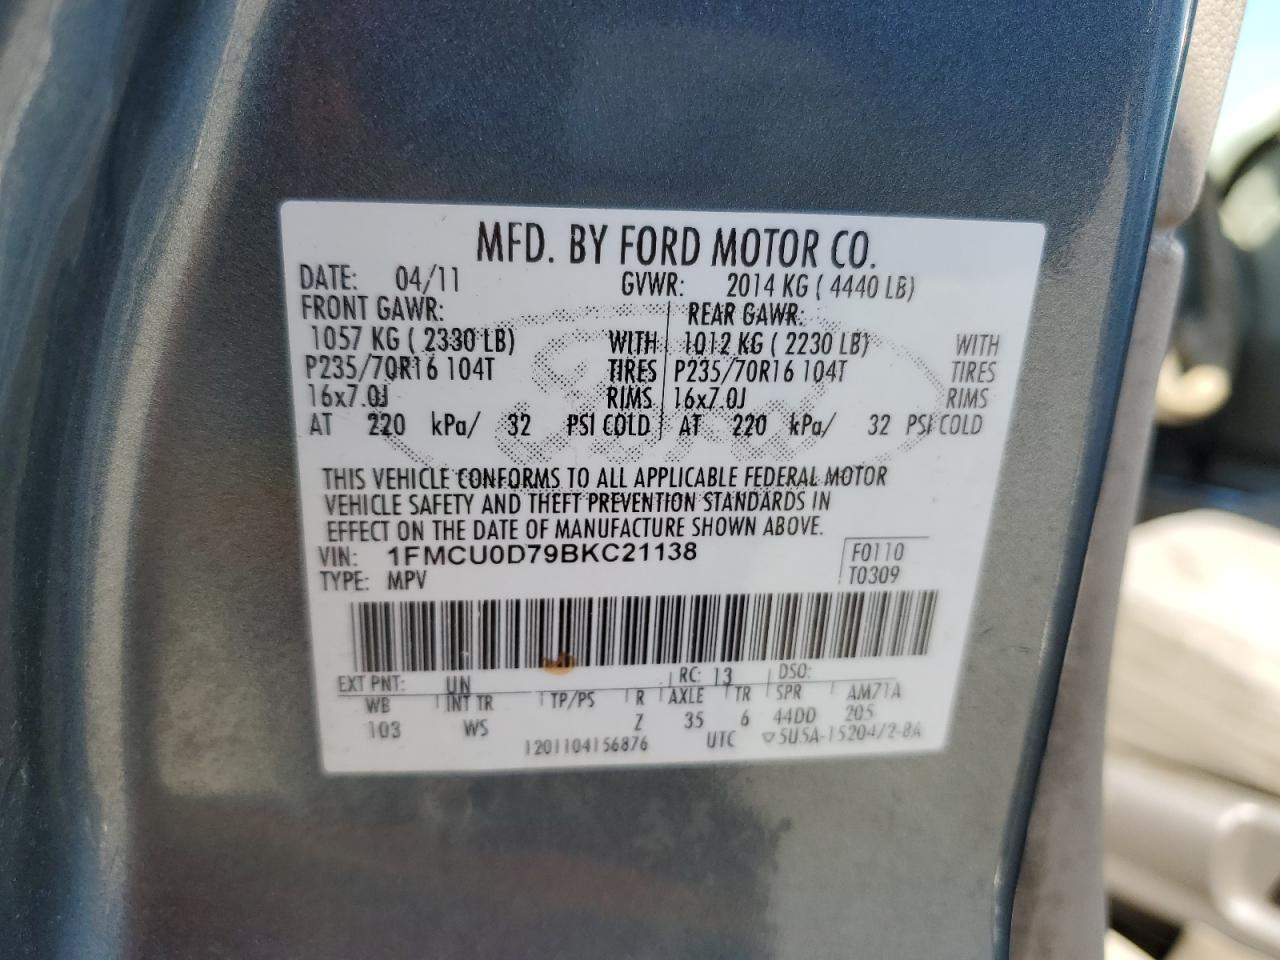 MFD. BY FORD MOTOR CO.
DATE: 04/11 GVWR: 2014 KG ( 4440 LB)
FRONT GAWR: REAR GAWR:
1057 KG ( 2330 LB) WITH 1012 KG ( 2230 LB) WITH
P235/70R16 104T TIRES P235/70R16 104T TIRES
16x7.0J RIMS 16x7.0J RIMS
AT 220 kPa/ 32 PSI COLD AT 220 kPa/ 32 PSI COLD
THIS VEHICLE CONFORMS TO ALL APPLICABLE FEDERAL MOTOR
VEHICLE SAFETY AND THEFT PREVENTION STANDARDS IN
EFFECT ON THE DATE OF MANUFACTURE SHOWN ABOVE.
VIN: 1FMCU0D79BKC21138 F0110
TYPE: MPV T0309
EXT PNT: UN RC: 13 DSO:
WB INT TR TP/PS R AXLE TR SPR AM71A
103 WS Z 35 6 44DD 205
1201104156876 UTC ▽5U5A-15204/2-8A